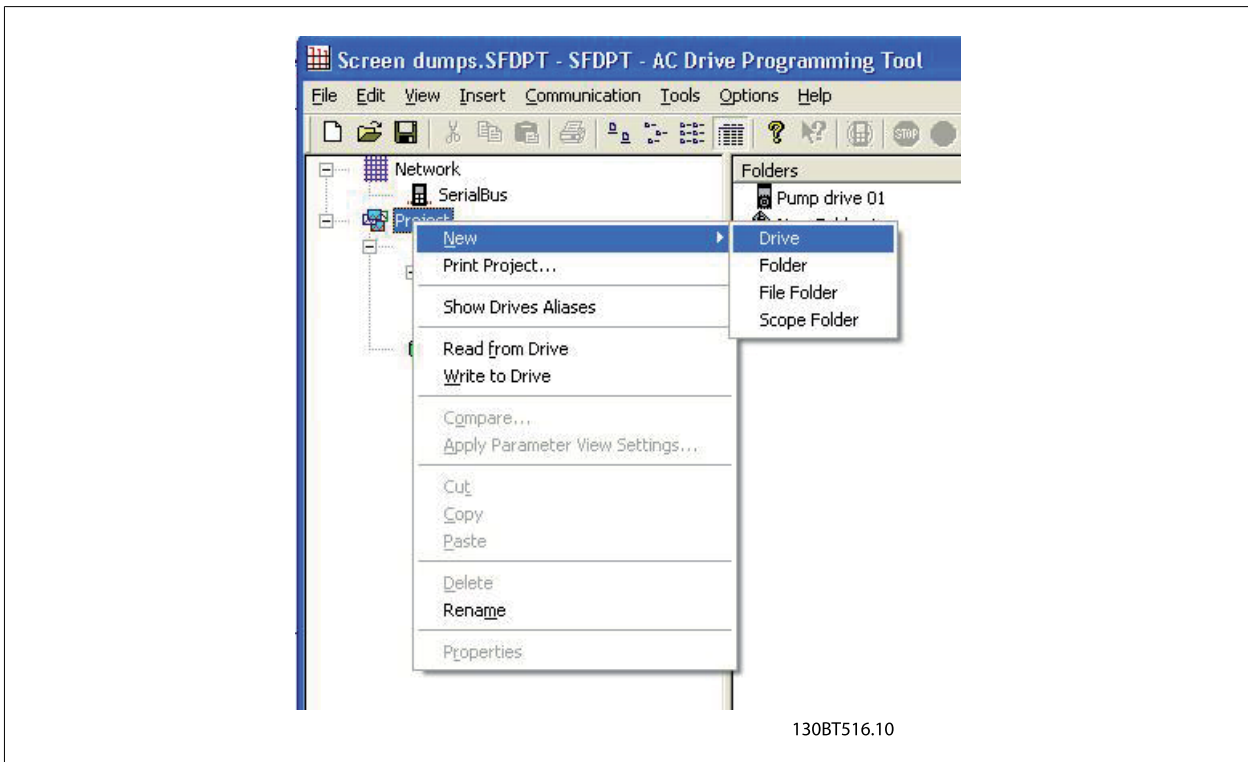 Screen dumps.SFDPT - SFDPT - AC Drive Programming Tool
File Edit View Insert Communication Tools Options Help
STOP
Network
SerialBus
Project
Folders
Pump drive 01
New
Print Project...
Show Drives Aliases
Read from Drive
Write to Drive
Compare...
Apply Parameter View Settings...
Cut
Copy
Paste
Delete
Rename
Properties
Drive
Folder
File Folder
Scope Folder
130BT516.10